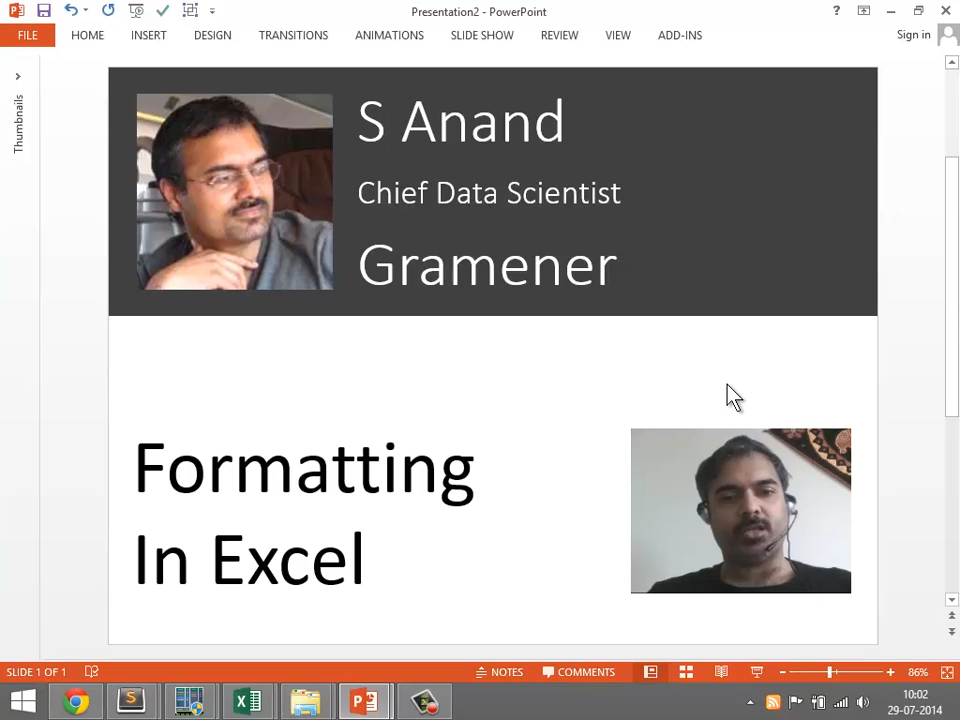 Presentation2 - PowerPoint
?
Sign in
FILE HOME INSERT DESIGN TRANSITIONS ANIMATIONS SLIDE SHOW REVIEW VIEW ADD-INS
Thumbnails
S Anand
Chief Data Scientist
Gramener
Formatting
In Excel
SLIDE 1 OF 1 NOTES COMMENTS 86%
10:02
29-07-2014